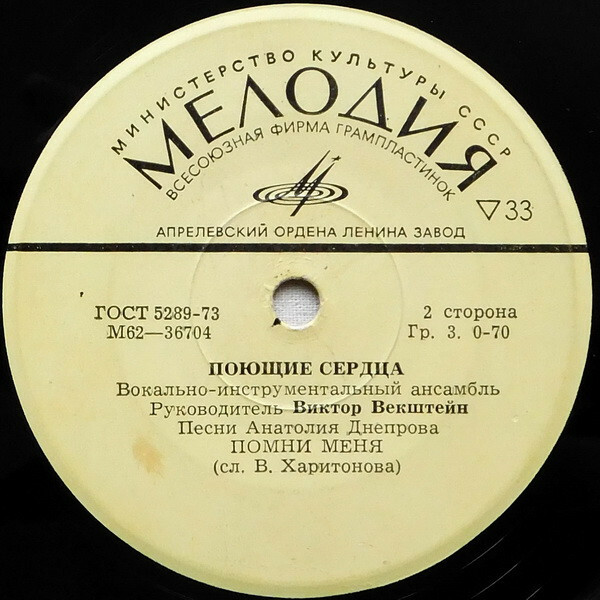 МИНИСТЕРСТВО КУЛЬТУРЫ СССР
МЕЛОДИЯ
ВСЕСОЮЗНАЯ ФИРМА ГРАМПЛАСТИНОК
▽33
АПРЕЛЕВСКИЙ ОРДЕНА ЛЕНИНА ЗАВОД
ГОСТ 5289-73
М62—36704
2 сторона
Гр. 3. 0-70
ПОЮЩИЕ СЕРДЦА
Вокально-инструментальный ансамбль
Руководитель Виктор Векштейн
Песни Анатолия Днепрова
ПОМНИ МЕНЯ
(сл. В. Харитонова)